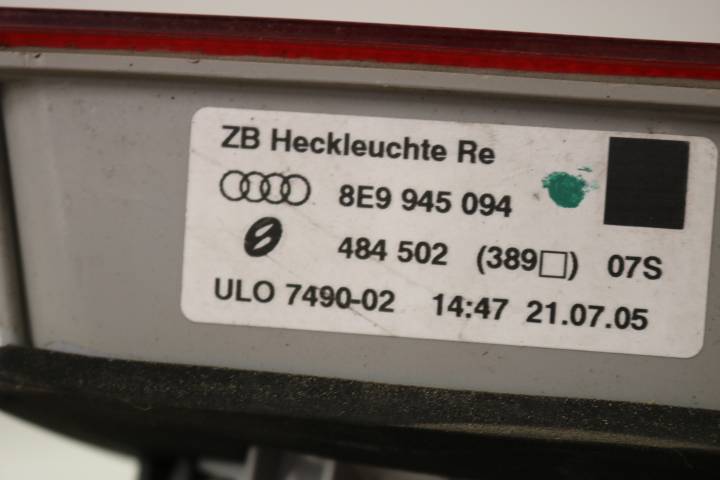 ZB Heckleuchte Re
8E9 945 094
484 502 (389□) 07S
ULO 7490-02 14:47 21.07.05